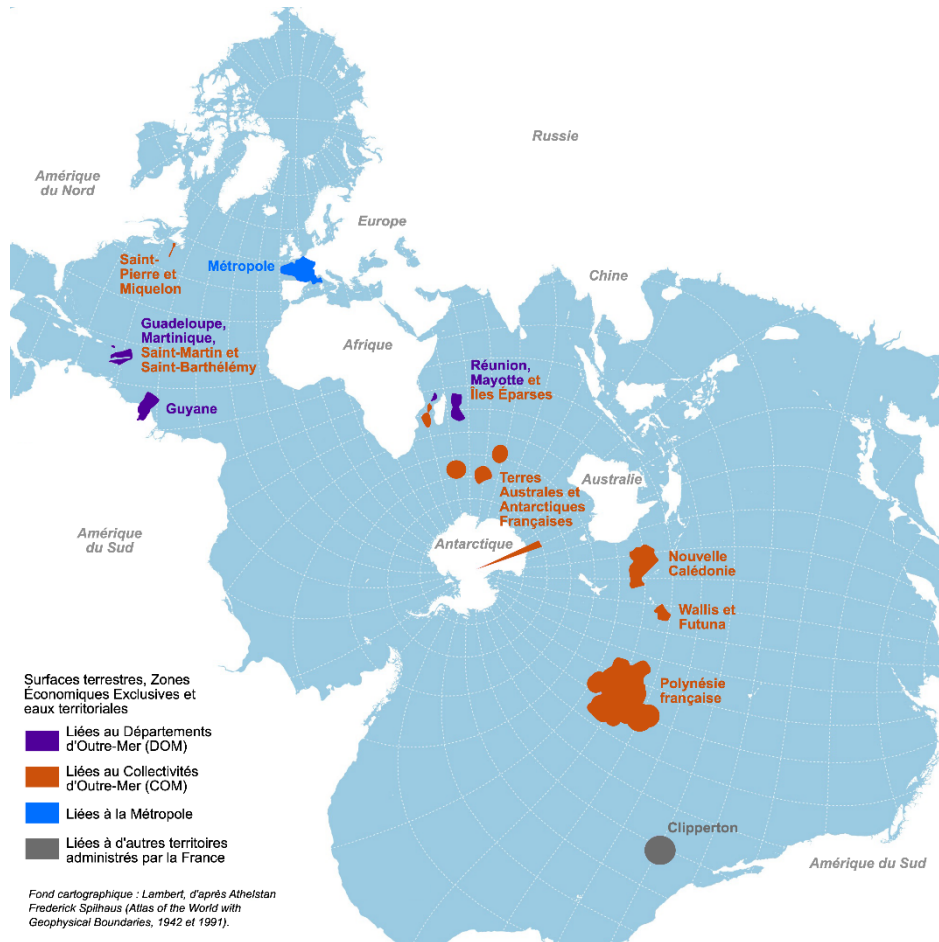 Russie
Amérique
du Nord
Europe
Saint-
Pierre et
Miquelon
Métropole
Chine
Guadeloupe,
Martinique,
Saint-Martin et
Saint-Barthélémy
Afrique
Réunion,
Mayotte et
Îles Éparses
Guyane
Terres
Australes et
Antarctiques
Françaises
Australie
Amérique
du Sud
Antarctique
Nouvelle
Calédonie
Wallis et
Futuna
Polynésie
française
Surfaces terrestres, Zones
Économiques Exclusives et
eaux territoriales
Liées au Départements
d'Outre-Mer (DOM)
Liées au Collectivités
d'Outre-Mer (COM)
Liées à la Métropole
Liées à d'autres territoires
administrés par la France
Clipperton
Amérique du Sud
Fond cartographique : Lambert, d'après Athelstan
Frederick Spilhaus (Atlas of the World with
Geophysical Boundaries, 1942 et 1991).